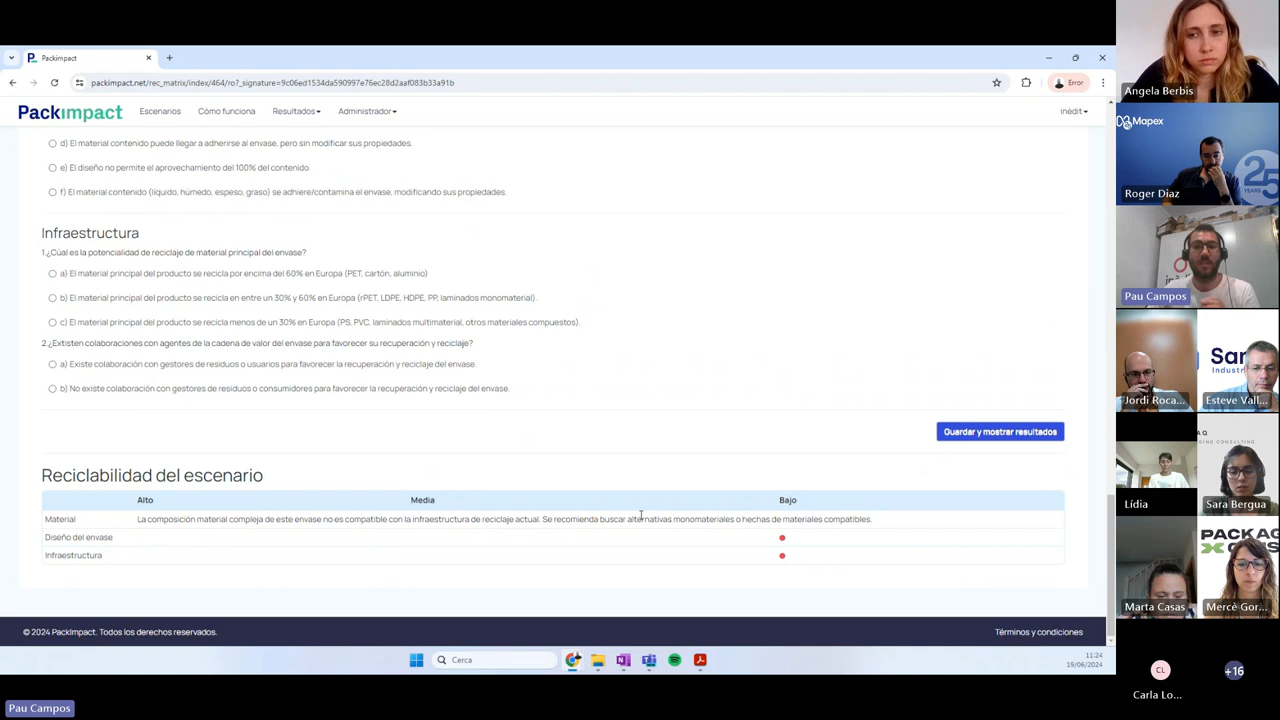 Packimpact
packimpact.net/rec_matrix/index/464/ro?_signature=9c06ed1534da590997e76ec28d2aaf083b33a91b
Error
Packimpact
Escenarios
Cómo funciona
Resultados
Administrador
inèdit
d) El material contenido puede llegar a adherirse al envase, pero sin modificar sus propiedades.
e) El diseño no permite el aprovechamiento del 100% del contenido.
f) El material contenido (líquido, húmedo, espeso, graso) se adhiere/contamina el envase, modificando sus propiedades.
Infraestructura
1.¿Cúal es la potencialidad de reciclaje de material principal del envase?
a) El material principal del producto se recicla por encima del 60% en Europa (PET, cartón, aluminio)
b) El material principal del producto se recicla en entre un 30% y 60% en Europa (rPET, LDPE, HDPE, PP, laminados monomaterial).
c) El material principal del producto se recicla menos de un 30% en Europa (PS, PVC, laminados multimaterial, otros materiales compuestos).
2.¿Extisten colaboraciones con agentes de la cadena de valor del envase para favorecer su recuperación y reciclaje?
a) Existe colaboración con gestores de residuos o usuarios para favorecer la recuperación y reciclaje del envase.
b) No existe colaboración con gestores de residuos o consumidores para favorecer la recuperación y reciclaje del envase.
Guardar y mostrar resultados
Reciclabilidad del escenario
Alto Media Bajo
Material La composición material compleja de este envase no es compatible con la infraestructura de reciclaje actual. Se recomienda buscar alternativas monomateriales o hechas de materiales compatibles.
Diseño del envase
Infraestructura
© 2024 PackImpact. Todos los derechos reservados.
Términos y condiciones
Cerca
11:24
19/06/2024
Pau Campos
Angela Berbis
Mapex
25
YEARS
Roger Diaz
Pau Campos
Jordi Roca...
Esteve Vall...
Lídia
Sara Bergua
Marta Casas
Mercè Gor...
CL
+16
Carla Lo...